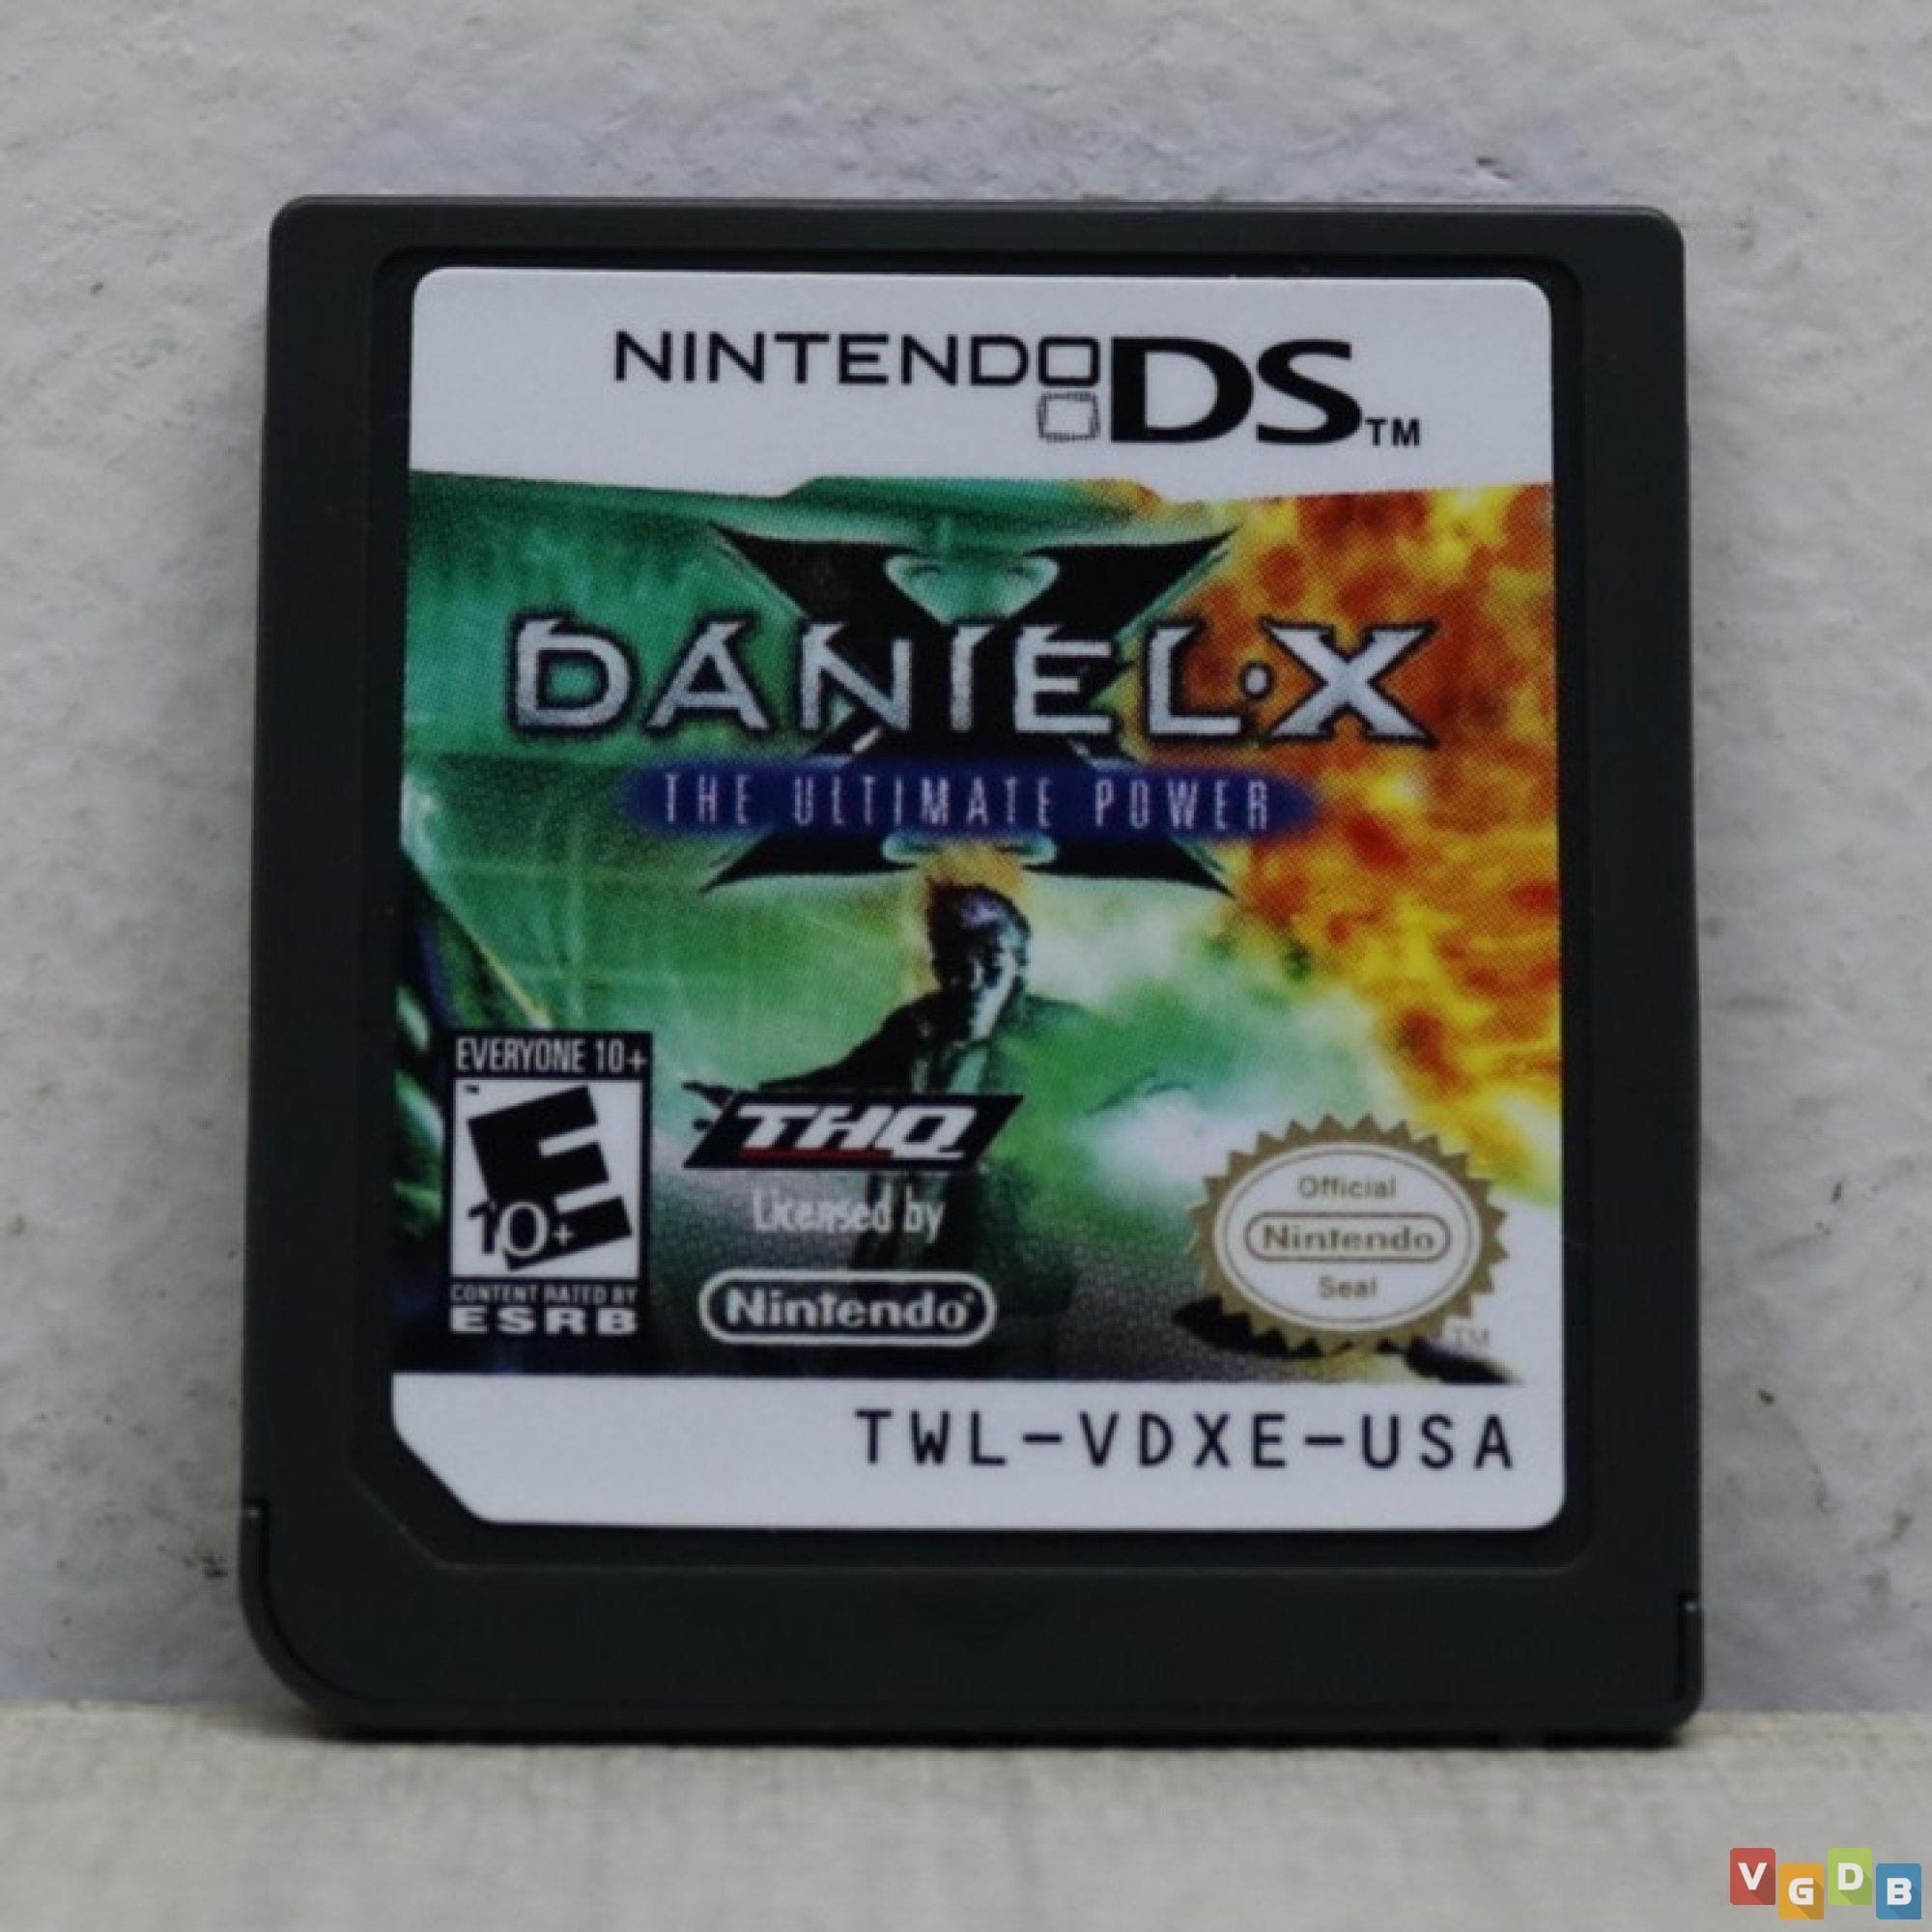 NINTENDO DS™
DANIEL·X
THE ULTIMATE POWER
EVERYONE 10+
E
10+
CONTENT RATED BY
ESRB
THQ
Licensed by
Nintendo®
Official
Nintendo
Seal
TM
TWL-VDXE-USA
VGDB